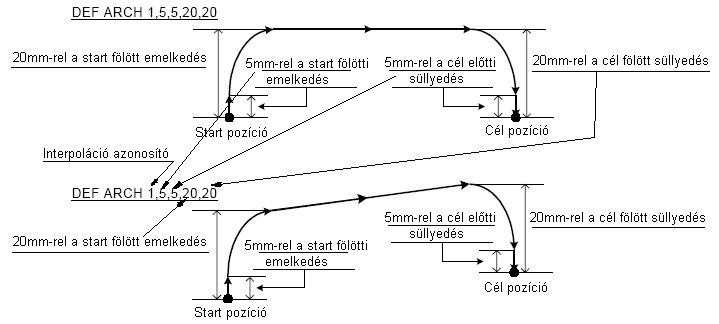 DEF ARCH 1,5,5,20,20
20mm-rel a start fölött emelkedés
5mm-rel a start fölötti
emelkedés
5mm-rel a cél előtti
süllyedés
20mm-rel a cél fölött süllyedés
Start pozíció
Cél pozíció
Interpoláció azonosító
DEF ARCH 1,5,5,20,20
20mm-rel a start fölött emelkedés
5mm-rel a start fölötti
emelkedés
5mm-rel a cél előtti
süllyedés
20mm-rel a cél fölött süllyedés
Start pozíció
Cél pozíció